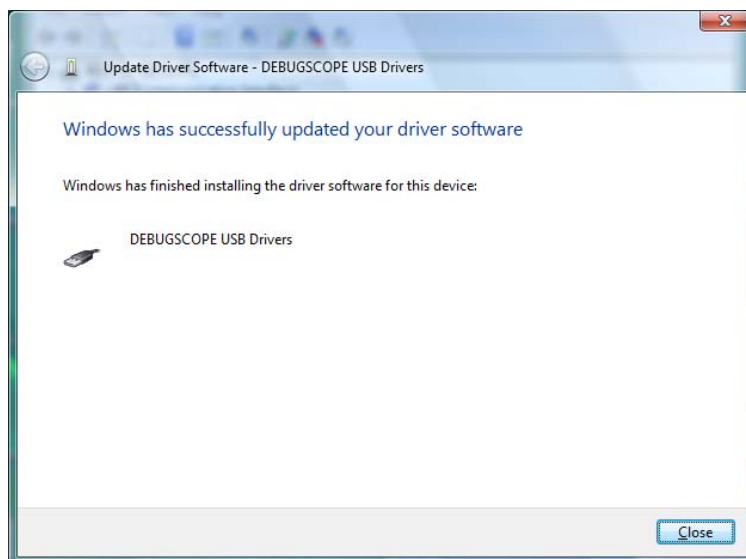 Update Driver Software - DEBUGSCOPE USB Drivers
Windows has successfully updated your driver software
Windows has finished installing the driver software for this device:
DEBUGSCOPE USB Drivers
Close